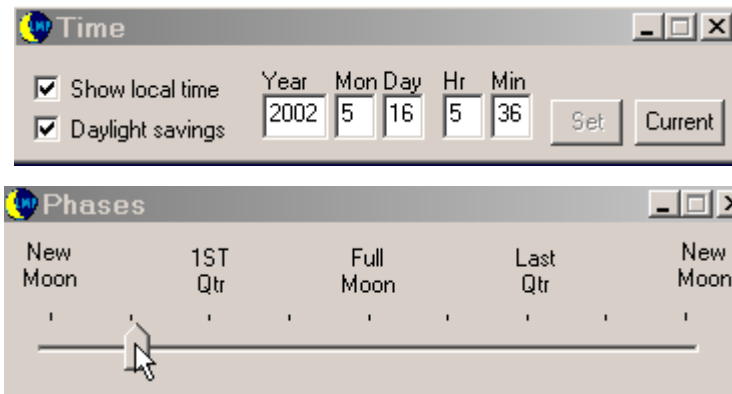 Time
Show local time
Daylight savings
Year Mon Day Hr Min
2002 5 16 5 36
Set Current
Phases
New Moon
1ST Qtr
Full Moon
Last Qtr
New Moon